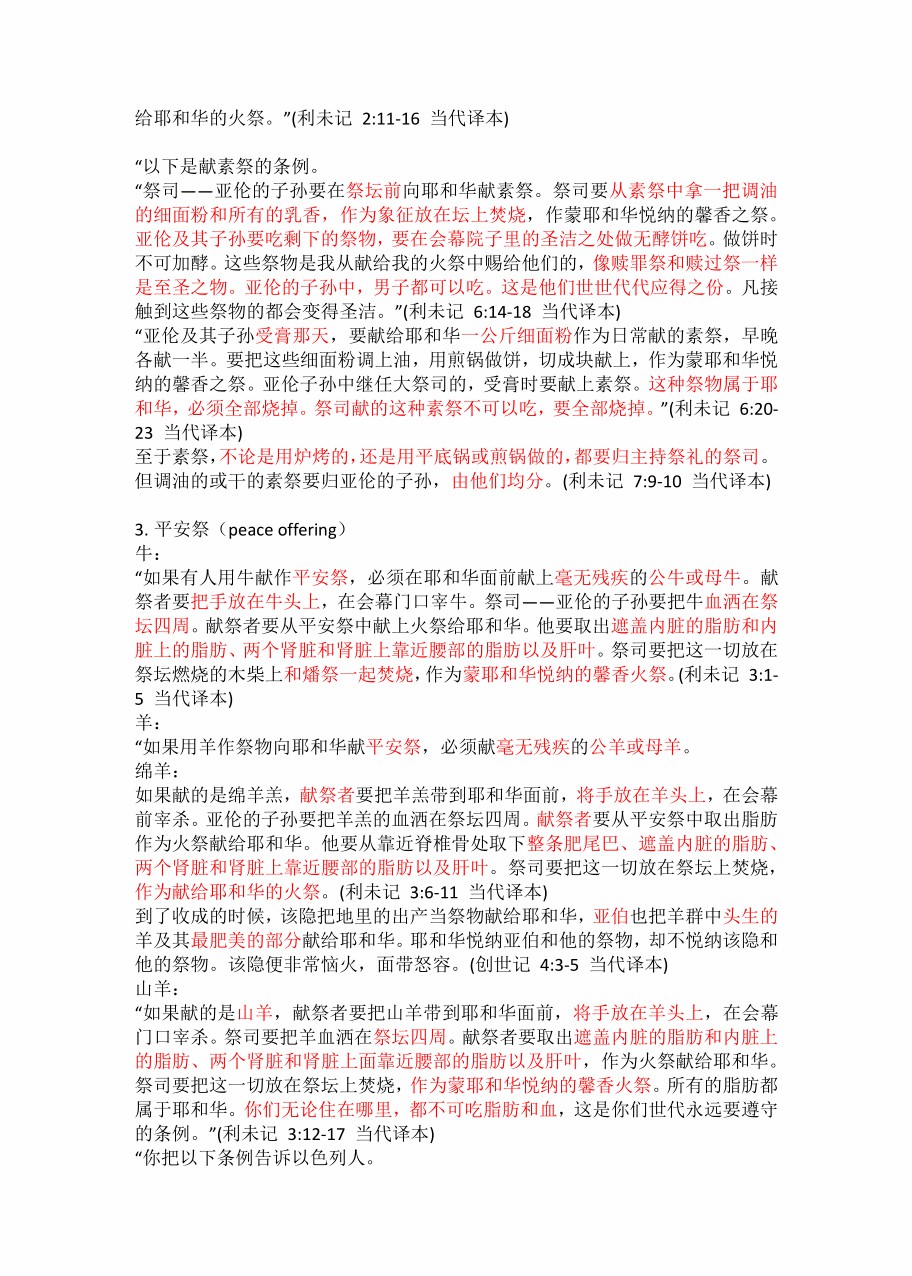 给耶和华的火祭。”(利未记 2:11-16 当代译本)
“以下是献素祭的条例。
“祭司——亚伦的子孙要在祭坛前向耶和华献素祭。祭司要从素祭中拿一把调油
的细面粉和所有的乳香，作为象征放在坛上焚烧，作蒙耶和华悦纳的馨香之祭。
亚伦及其子孙要吃剩下的祭物，要在会幕院子里的圣洁之处做无酵饼吃。做饼时
不可加酵。这些祭物是我从献给我的火祭中赐给他们的，像赎罪祭和赎过祭一样
是至圣之物。亚伦的子孙中，男子都可以吃。这是他们世世代代应得之份。凡接
触到这些祭物的都会变得圣洁。”(利未记 6:14-18 当代译本)
“亚伦及其子孙受膏那天，要献给耶和华一公斤细面粉作为日常献的素祭，早晚
各献一半。要把这些细面粉调上油，用煎锅做饼，切成块献上，作为蒙耶和华悦
纳的馨香之祭。亚伦子孙中继任大祭司的，受膏时要献上素祭。这种祭物属于耶
和华，必须全部烧掉。祭司献的这种素祭不可以吃，要全部烧掉。”(利未记 6:20-
23 当代译本)
至于素祭，不论是用炉烤的，还是用平底锅或煎锅做的，都要归主持祭礼的祭司。
但调油的或干的素祭要归亚伦的子孙，由他们均分。(利未记 7:9-10 当代译本)
3. 平安祭（peace offering）
牛：
“如果有人用牛献作平安祭，必须在耶和华面前献上毫无残疾的公牛或母牛。献
祭者要把手放在牛头上，在会幕门口宰牛。祭司——亚伦的子孙要把牛血洒在祭
坛四周。献祭者要从平安祭中献上火祭给耶和华。他要取出遮盖内脏的脂肪和内
脏上的脂肪、两个肾脏和肾脏上靠近腰部的脂肪以及肝叶。祭司要把这一切放在
祭坛燃烧的木柴上和燔祭一起焚烧，作为蒙耶和华悦纳的馨香火祭。(利未记 3:1-
5 当代译本)
羊：
“如果用羊作祭物向耶和华献平安祭，必须献毫无残疾的公羊或母羊。
绵羊：
如果献的是绵羊羔，献祭者要把羊羔带到耶和华面前，将手放在羊头上，在会幕
前宰杀。亚伦的子孙要把羊羔的血洒在祭坛四周。献祭者要从平安祭中取出脂肪
作为火祭献给耶和华。他要从靠近脊椎骨处取下整条肥尾巴、遮盖内脏的脂肪、
两个肾脏和肾脏上靠近腰部的脂肪以及肝叶。祭司要把这一切放在祭坛上焚烧，
作为献给耶和华的火祭。(利未记 3:6-11 当代译本)
到了收成的时候，该隐把地里的出产当祭物献给耶和华，亚伯也把羊群中头生的
羊及其最肥美的部分献给耶和华。耶和华悦纳亚伯和他的祭物，却不悦纳该隐和
他的祭物。该隐便非常恼火，面带怒容。(创世记 4:3-5 当代译本)
山羊：
“如果献的是山羊，献祭者要把山羊带到耶和华面前，将手放在羊头上，在会幕
门口宰杀。祭司要把羊血洒在祭坛四周。献祭者要取出遮盖内脏的脂肪和内脏上
的脂肪、两个肾脏和肾脏上面靠近腰部的脂肪以及肝叶，作为火祭献给耶和华。
祭司要把这一切放在祭坛上焚烧，作为蒙耶和华悦纳的馨香火祭。所有的脂肪都
属于耶和华。你们无论住在哪里，都不可吃脂肪和血，这是你们世代永远要遵守
的条例。”(利未记 3:12-17 当代译本)
“你把以下条例告诉以色列人。